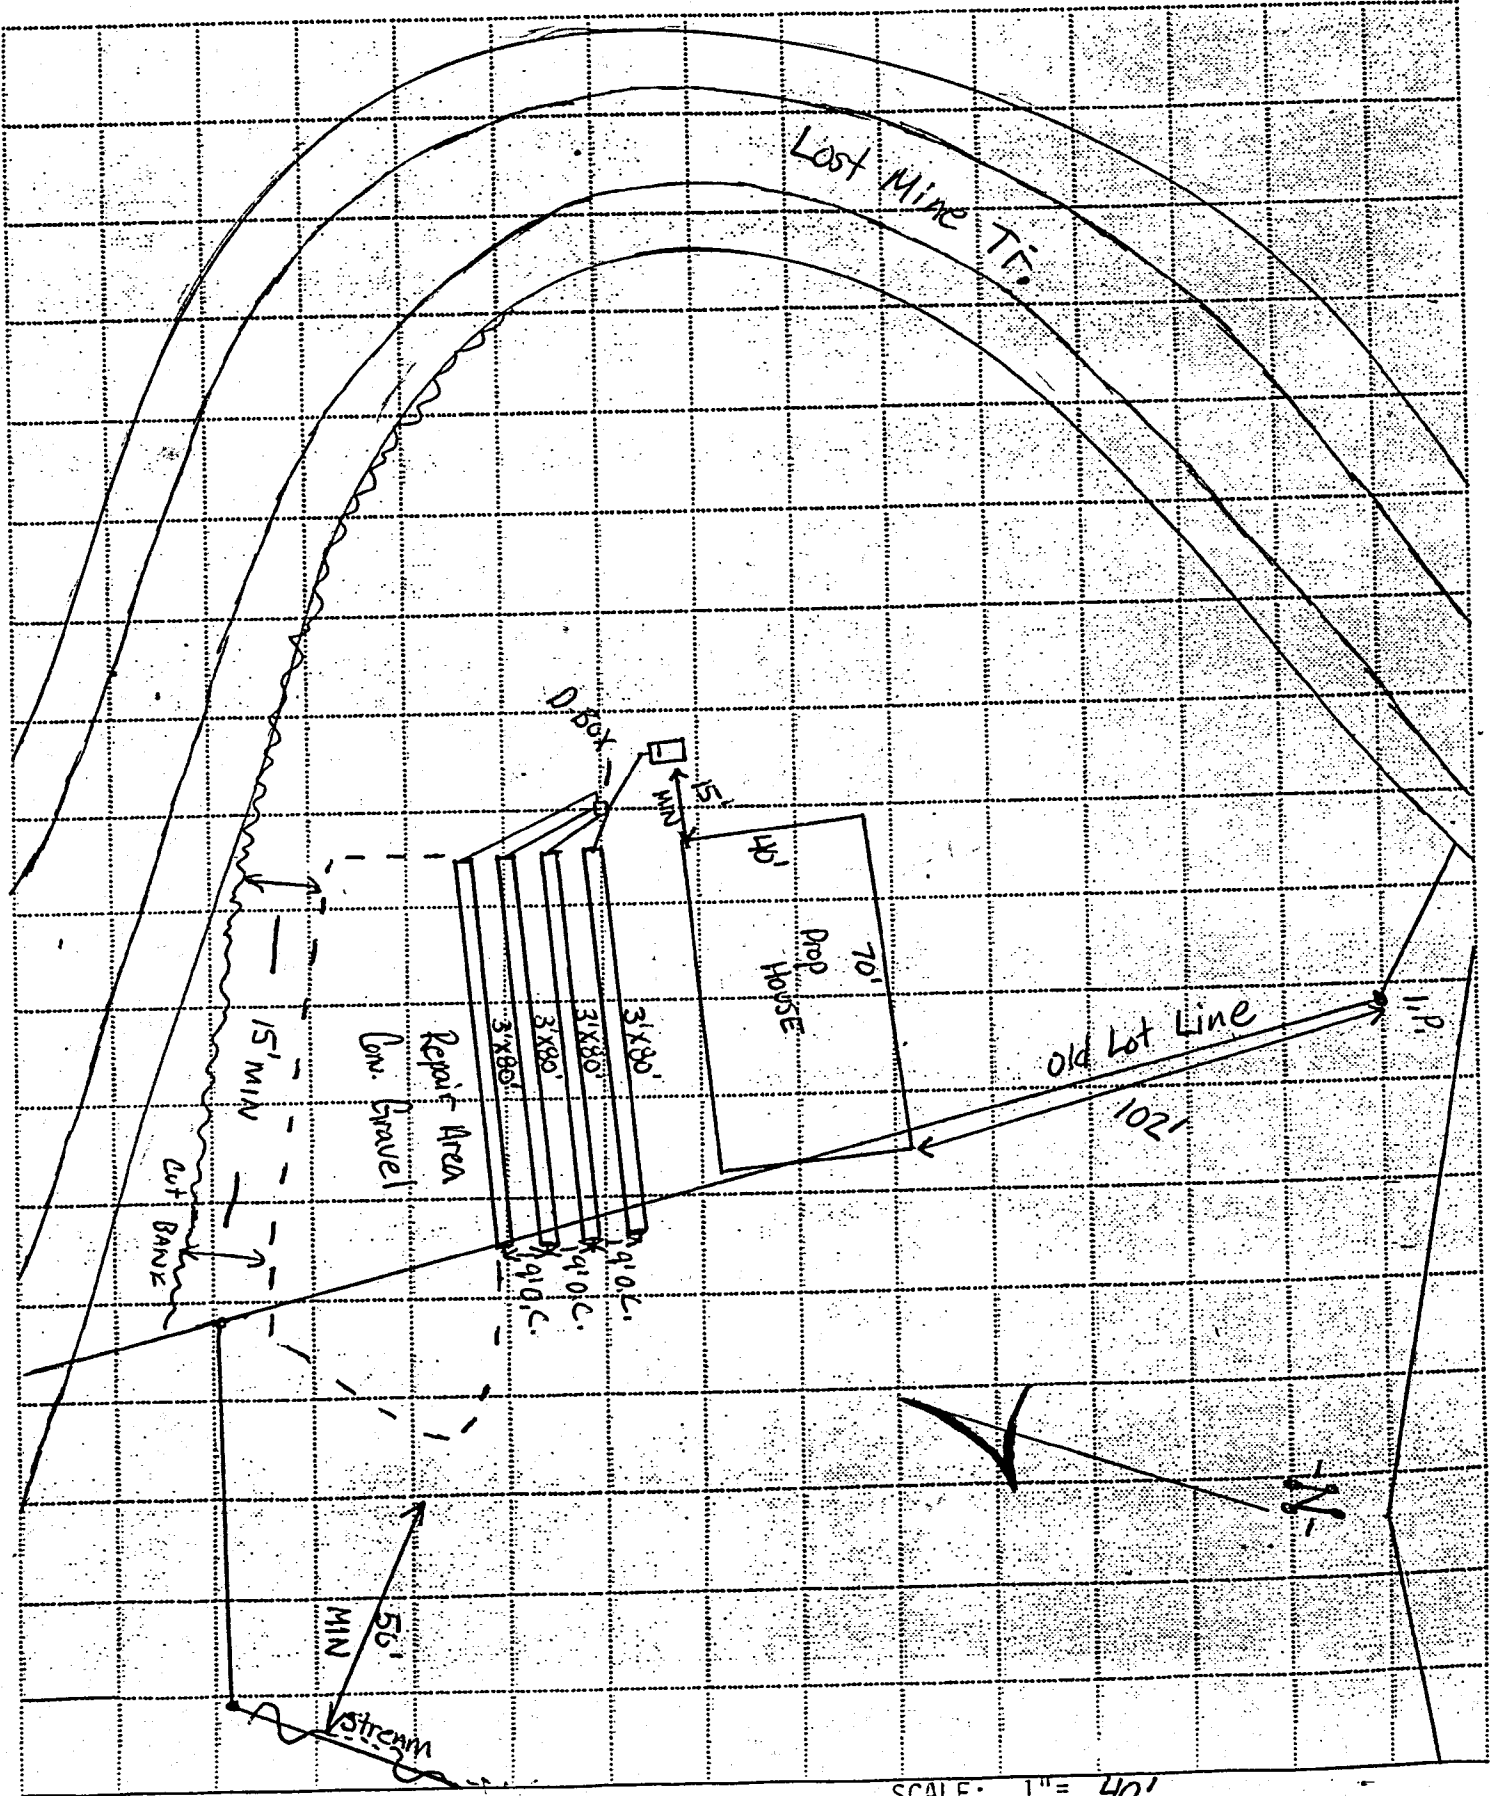 Lost Mine Tr.
D-Box
15'
MIN
40'
70'
Prop
House
I.P.
Old Lot Line
102'
3'x80'
3'x80'
3'x80'
3'x80'
Repair Area
Conv. Gravel
9' O.C.
9' O.C.
9' O.C.
15' MIN
Cut BANK
N
50'
MIN
Stream
SCALE: 1"= 40'